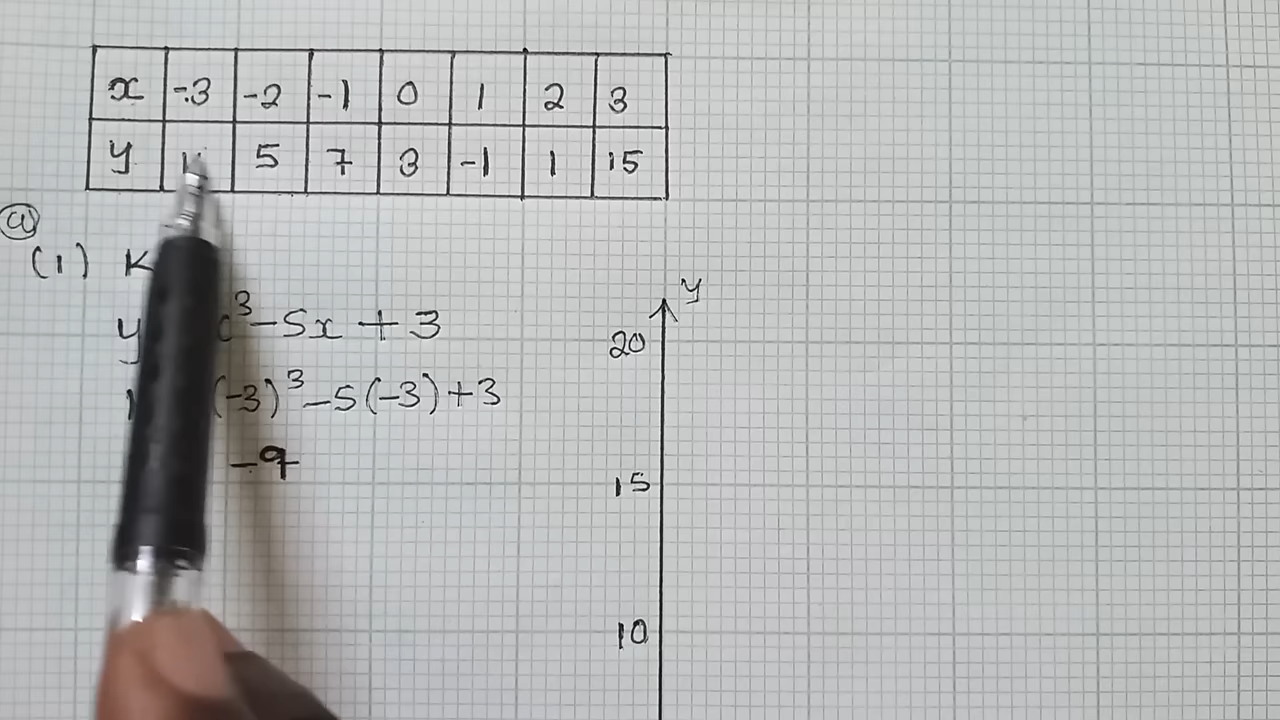 x -3 -2 -1 0 1 2 3
y 5 7 3 -1 1 15
(a)
(1) K
y x³-5x+3
(-3)³-5(-3)+3
-9
y
20
15
10